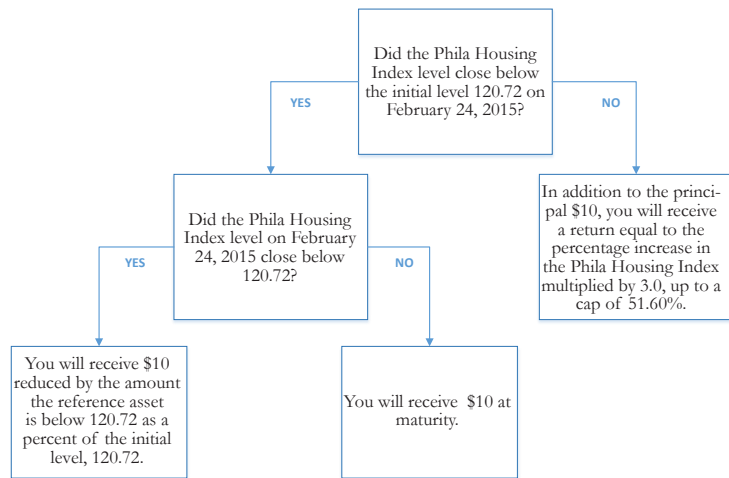 Did the Phila Housing
Index level close below
the initial level 120.72 on
February 24, 2015?
YES
NO
Did the Phila Housing
Index level on February
24, 2015 close below
120.72?
In addition to the princi-
pal $10, you will receive
a return equal to the
percentage increase in
the Phila Housing Index
multiplied by 3.0, up to a
cap of 51.60%.
YES
NO
You will receive $10
reduced by the amount
the reference asset
is below 120.72 as a
percent of the initial
level, 120.72.
You will receive $10 at
maturity.